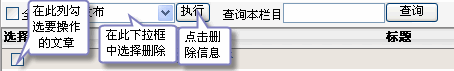 布 执行 查询本栏目 查询
在此列勾
选要操作
的文章
在此下拉框
中选择删除
点击删
除信息
选择 标题